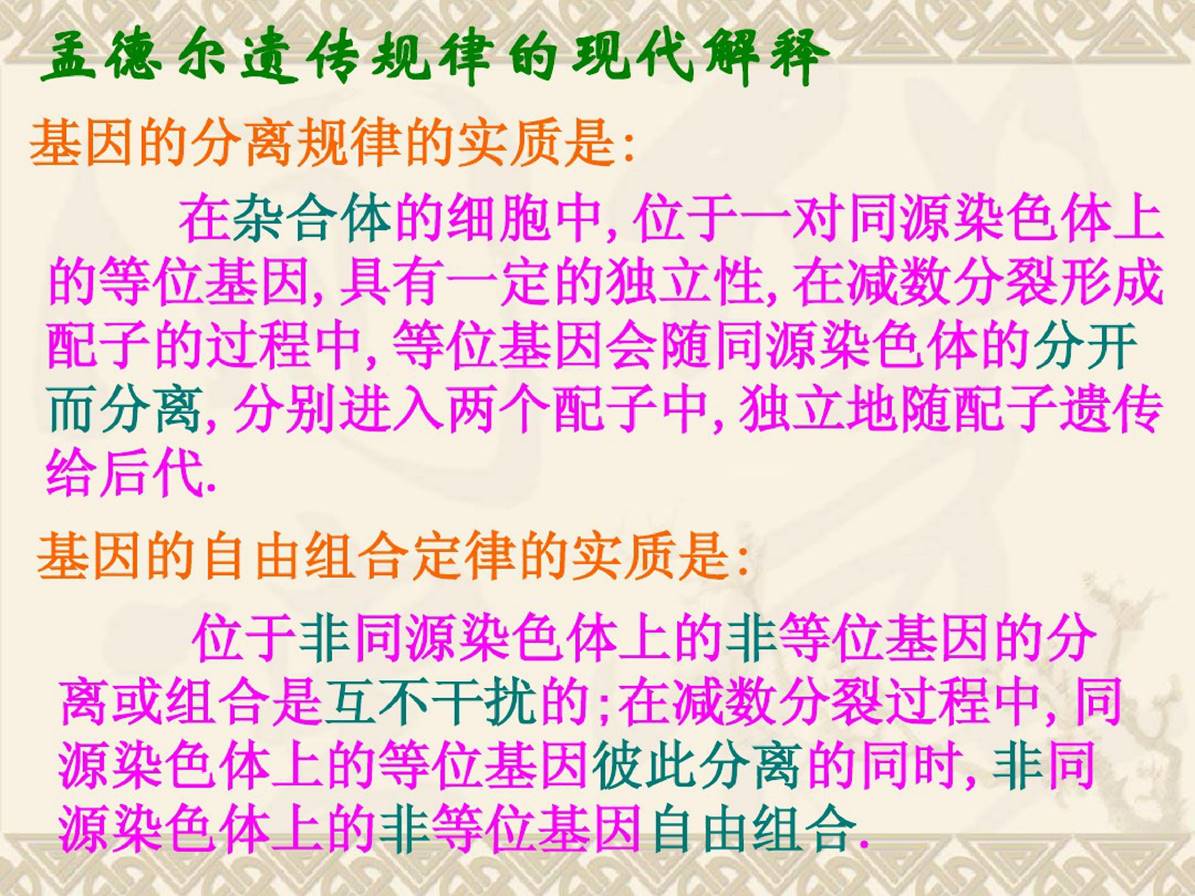 孟德尔遗传规律的现代解释
基因的分离规律的实质是:
在杂合体的细胞中,位于一对同源染色体上
的等位基因,具有一定的独立性,在减数分裂形成
配子的过程中,等位基因会随同源染色体的分开
而分离,分别进入两个配子中,独立地随配子遗传
给后代.
基因的自由组合定律的实质是:
位于非同源染色体上的非等位基因的分
离或组合是互不干扰的;在减数分裂过程中,同
源染色体上的等位基因彼此分离的同时,非同
源染色体上的非等位基因自由组合.